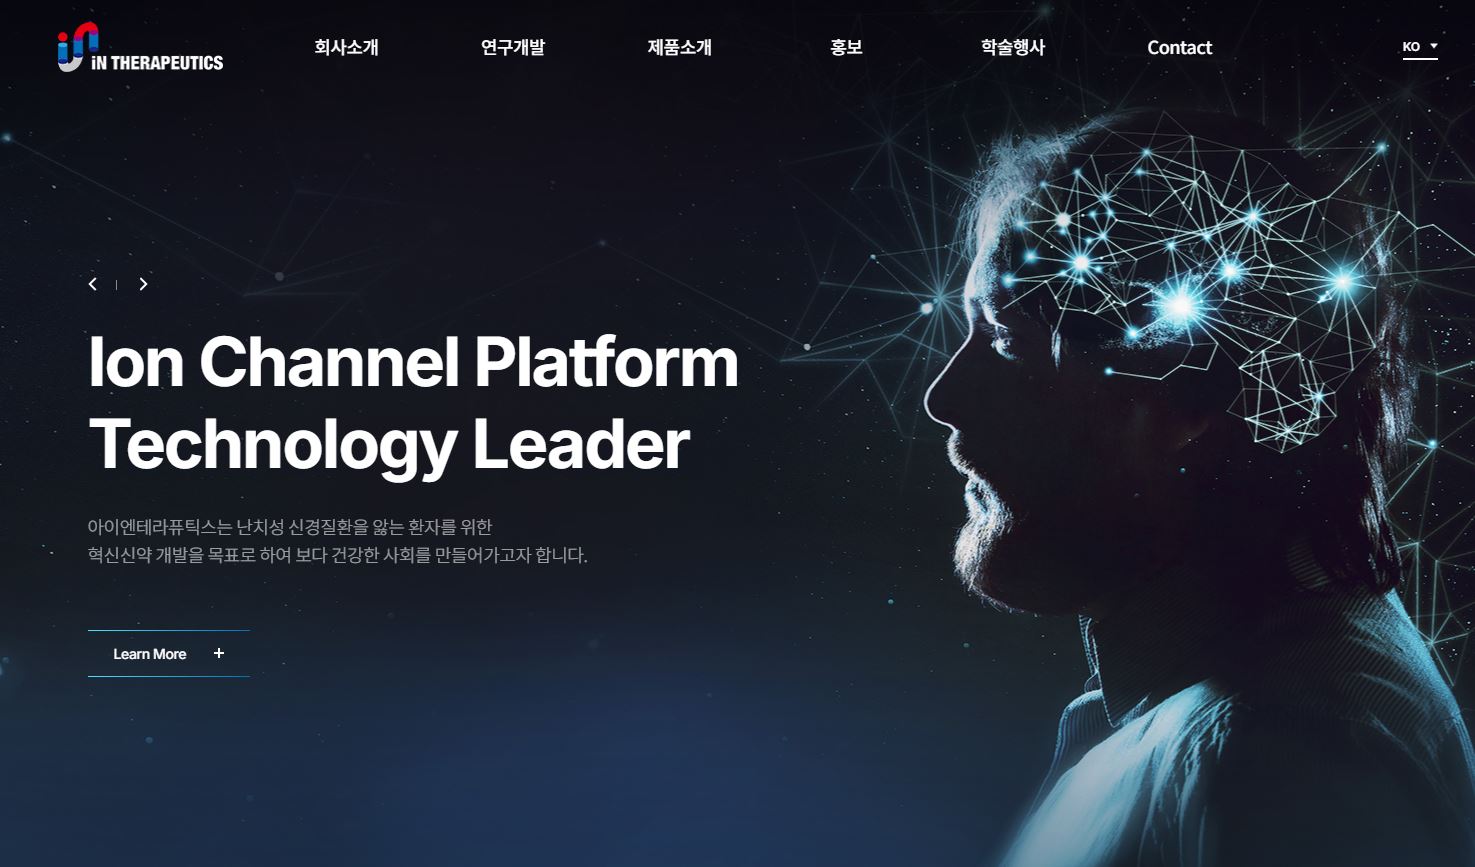 iN THERAPEUTICS
회사소개
연구개발
제품소개
홍보
학술행사
Contact
KO
Ion Channel Platform
Technology Leader
아이엔테라퓨틱스는 난치성 신경질환을 앓는 환자를 위한
혁신신약 개발을 목표로 하여 보다 건강한 사회를 만들어가고자 합니다.
Learn More +